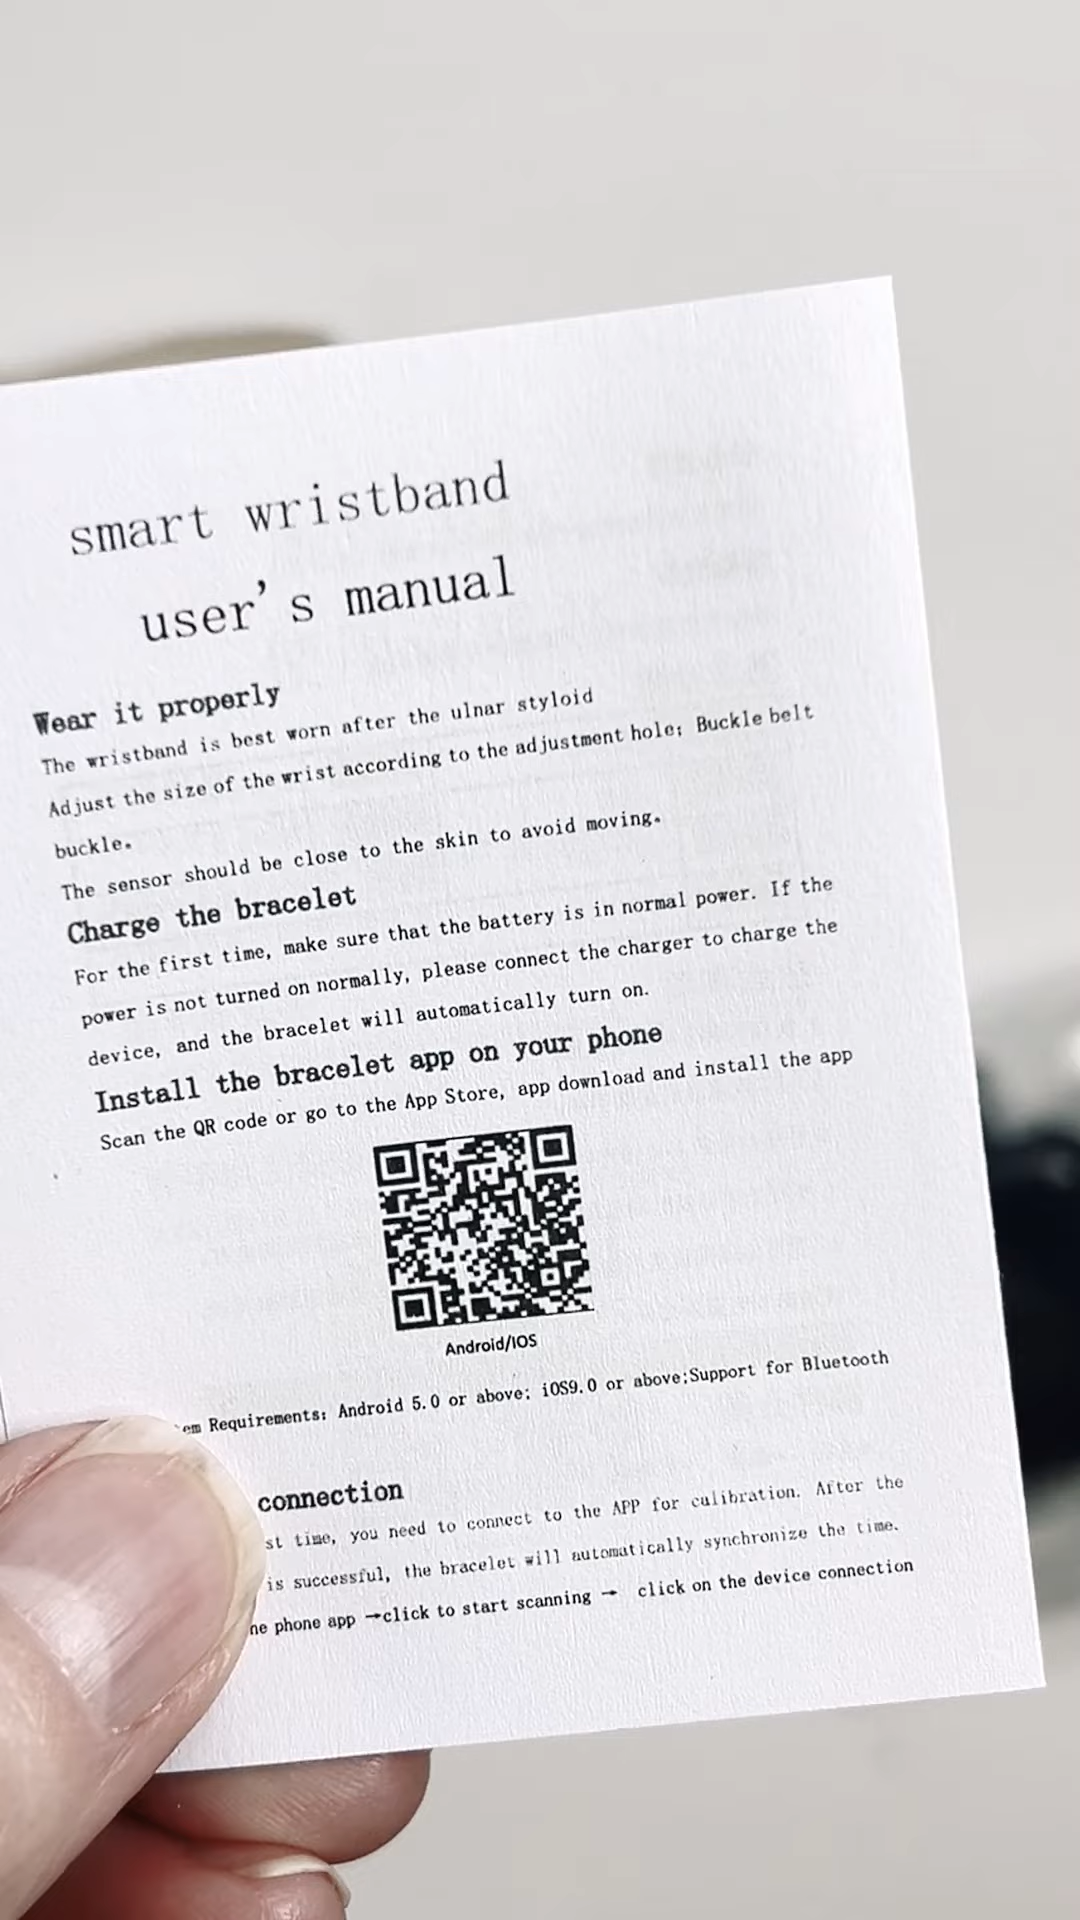 smart wristband
user's manual
Wear it properly
The wristband is best worn after the ulnar styloid
Adjust the size of the wrist according to the adjustment hole; Buckle belt
buckle.
The sensor should be close to the skin to avoid moving.
Charge the bracelet
For the first time, make sure that the battery is in normal power. If the
power is not turned on normally, please connect the charger to charge the
device, and the bracelet will automatically turn on.
Install the bracelet app on your phone
Scan the QR code or go to the App Store, app download and install the app
Android/IOS
Requirements: Android 5.0 or above; iOS9.0 or above;Support for Bluetooth
connection
time, you need to connect to the APP for calibration. After the
is successful, the bracelet will automatically synchronize the time.
phone app →click to start scanning → click on the device connection